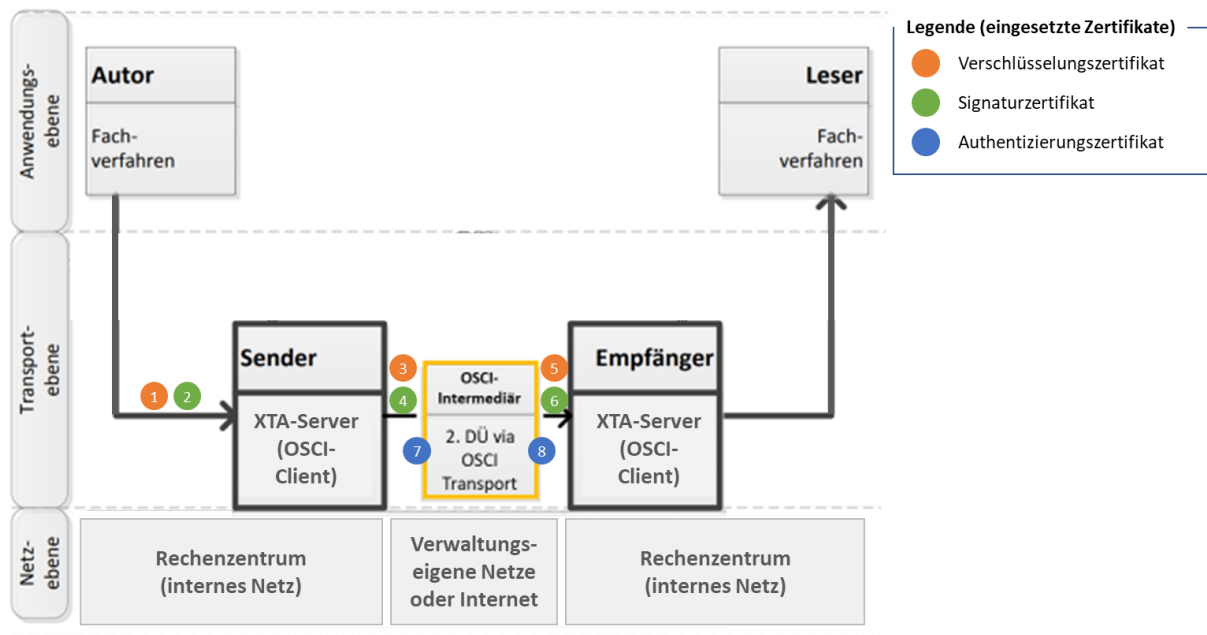 Anwendungs-
ebene
Autor
Fach-
verfahren
Leser
Fach-
verfahren
Legende (eingesetzte Zertifikate)
Verschlüsselungszertifikat
Signaturzertifikat
Authentizierungszertifikat
Transport-
ebene
1
2
Sender
XTA-Server
(OSCI-
Client)
3
4
7
OSCI-
Intermediär
2. DÜ via
OSCI
Transport
5
6
8
Empfänger
XTA-Server
(OSCI-
Client)
Netz-
ebene
Rechenzentrum
(internes Netz)
Verwaltungs-
eigene Netze
oder Internet
Rechenzentrum
(internes Netz)